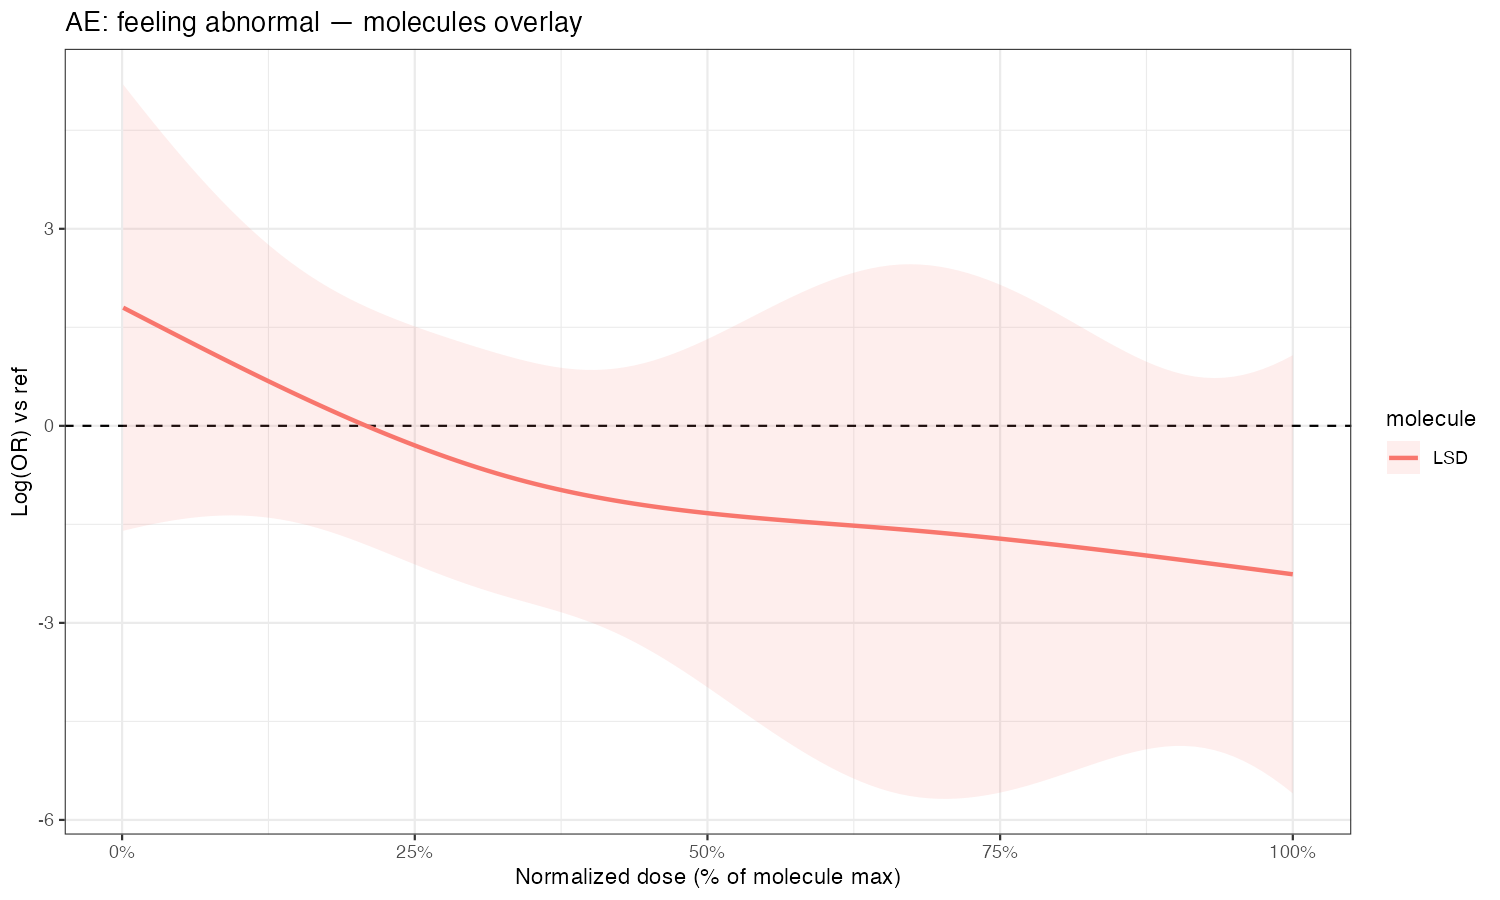 AE: feeling abnormal — molecules overlay
Log(OR) vs ref
3
0
-3
-6
0%
25%
50%
75%
100%
Normalized dose (% of molecule max)
molecule
LSD